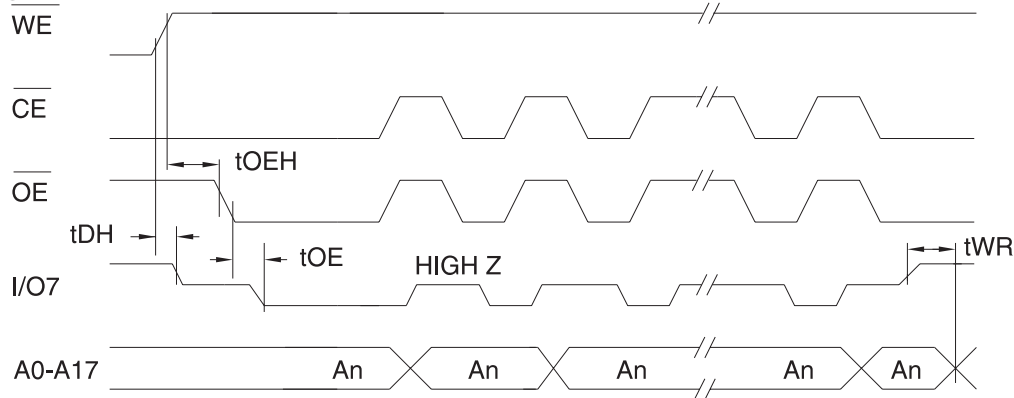 WE
CE
tOEH
OE
tDH
tOE
HIGH Z
tWR
I/O7
A0-A17 An An An An An